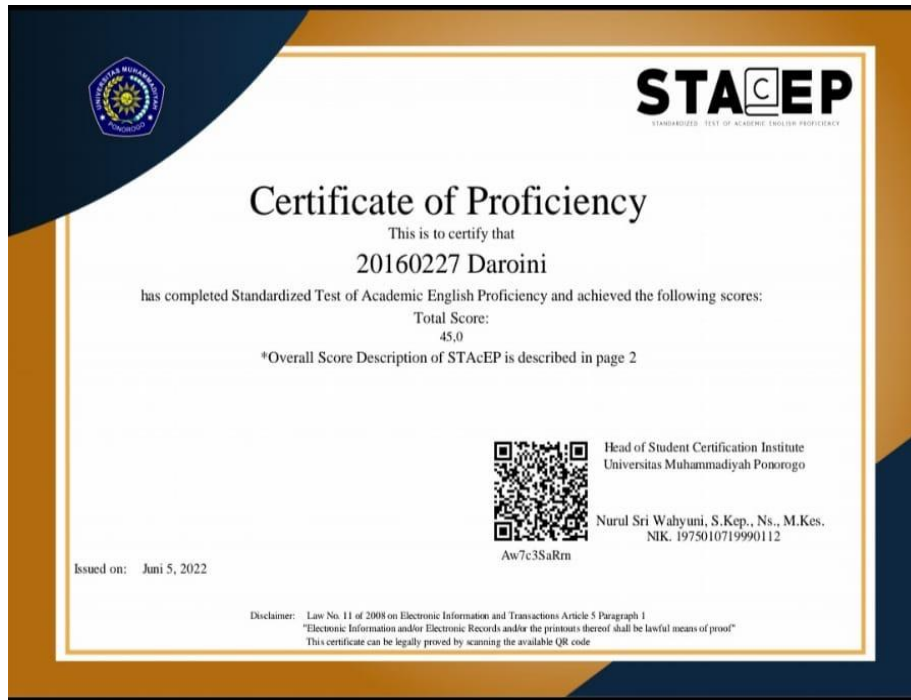 UNIVERSITAS MUHAMMADIYAH
PONOROGO
STAcEP
STANDARDIZED TEST OF ACADEMIC ENGLISH PROFICIENCY
Certificate of Proficiency
This is to certify that
20160227 Daroini
has completed Standardized Test of Academic English Proficiency and achieved the following scores:
Total Score:
45,0
*Overall Score Description of STAcEP is described in page 2
Head of Student Certification Institute
Universitas Muhammadiyah Ponorogo
Nurul Sri Wahyuni, S.Kep., Ns., M.Kes.
NIK. 1975010719990112
Aw7c3SaRrn
Issued on: Juni 5, 2022
Disclaimer: Law No. 11 of 2008 on Electronic Information and Transactions Article 5 Paragraph 1
"Electronic Information and/or Electronic Records and/or the printouts thereof shall be lawful means of proof"
This certificate can be legally proved by scanning the available QR code